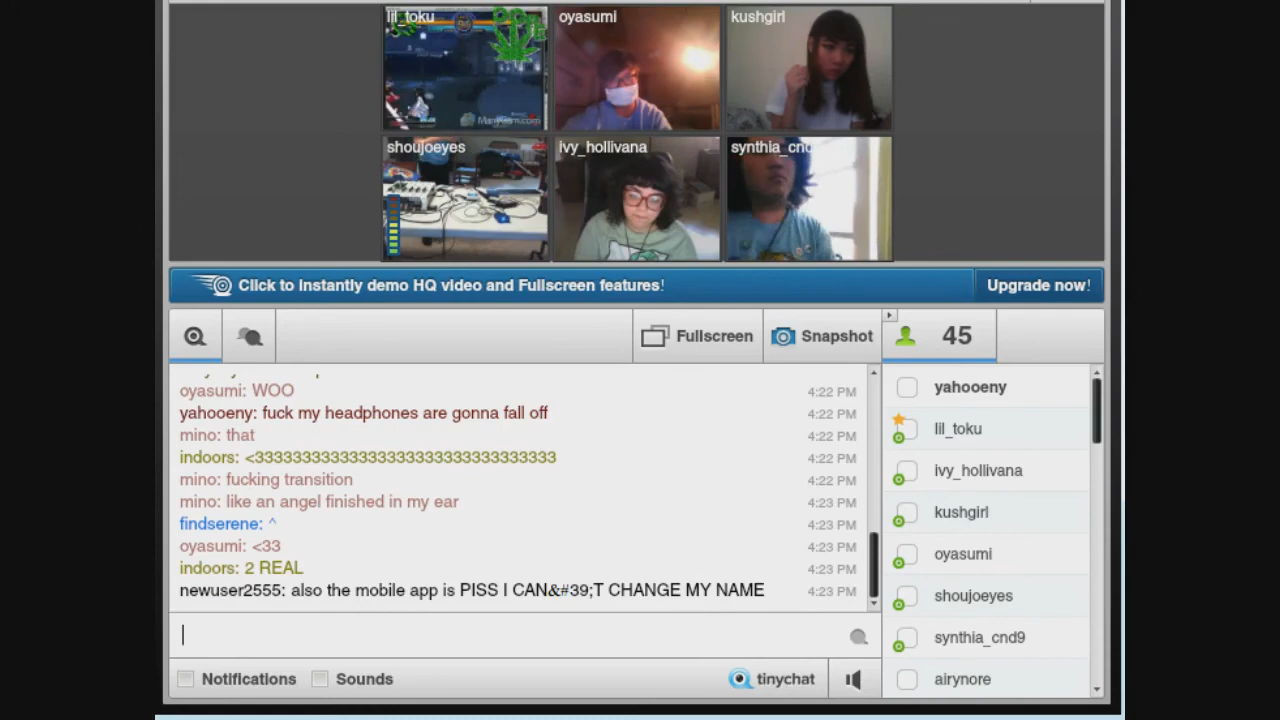 lil_toku
oyasumi
kushgirl
shoujoeyes
ivy_hollivana
synthia_cnd
Click to Instantly demo HQ video and Fullscreen features!
Upgrade now!
Fullscreen
Snapshot
45
oyasumi: WOO 4:22 PM
yahooeny: fuck my headphones are gonna fall off 4:22 PM
mino: that 4:22 PM
indoors: <33333333333333333333333333333333 4:22 PM
mino: fucking transition 4:22 PM
mino: like an angel finished in my ear 4:23 PM
findserene: ^ 4:23 PM
oyasumi: <33 4:23 PM
indoors: 2 REAL 4:23 PM
newuser2555: also the mobile app is PISS I CAN&#39;T CHANGE MY NAME 4:23 PM
yahooeny
lil_toku
ivy_hollivana
kushgirl
oyasumi
shoujoeyes
synthia_cnd9
airynore
Notifications
Sounds
tinychat